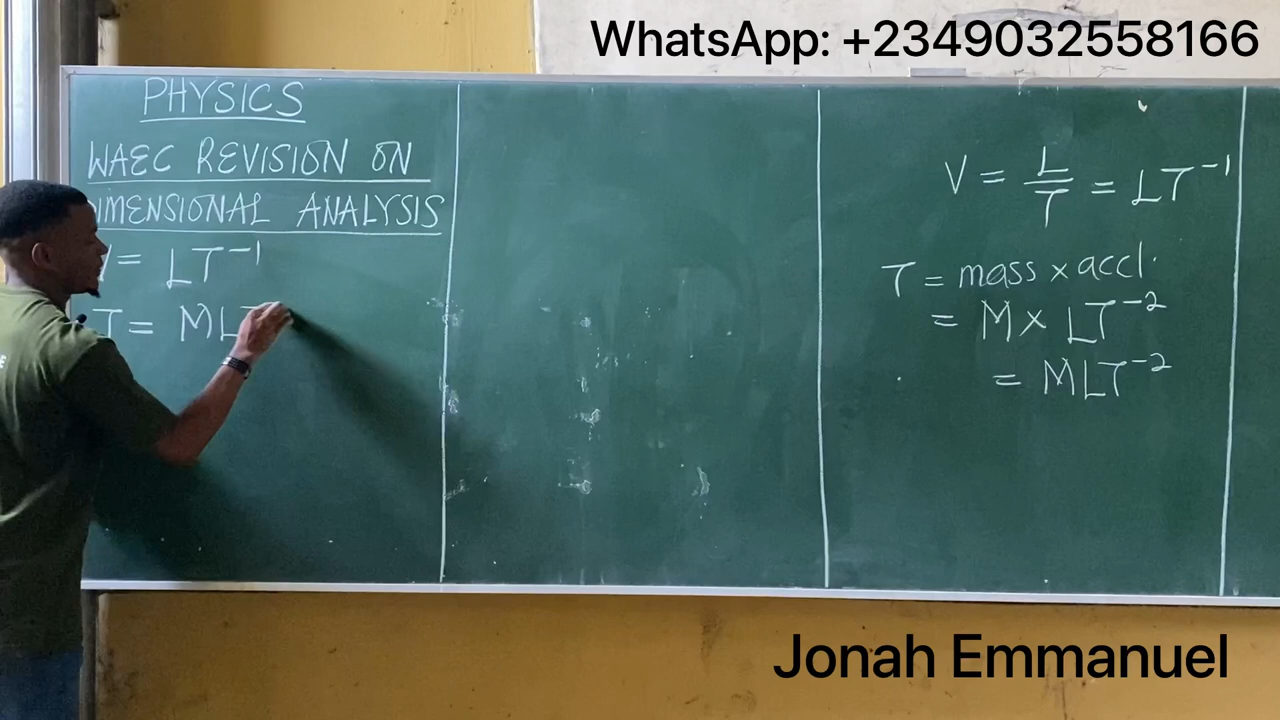 WhatsApp: +2349032558166
PHYSICS
WAEC REVISION ON
DIMENSIONAL ANALYSIS
V = LT⁻¹
T = ML
V = L/T = LT⁻¹
T = mass x accl.
= M x LT⁻²
= MLT⁻²
Jonah Emmanuel